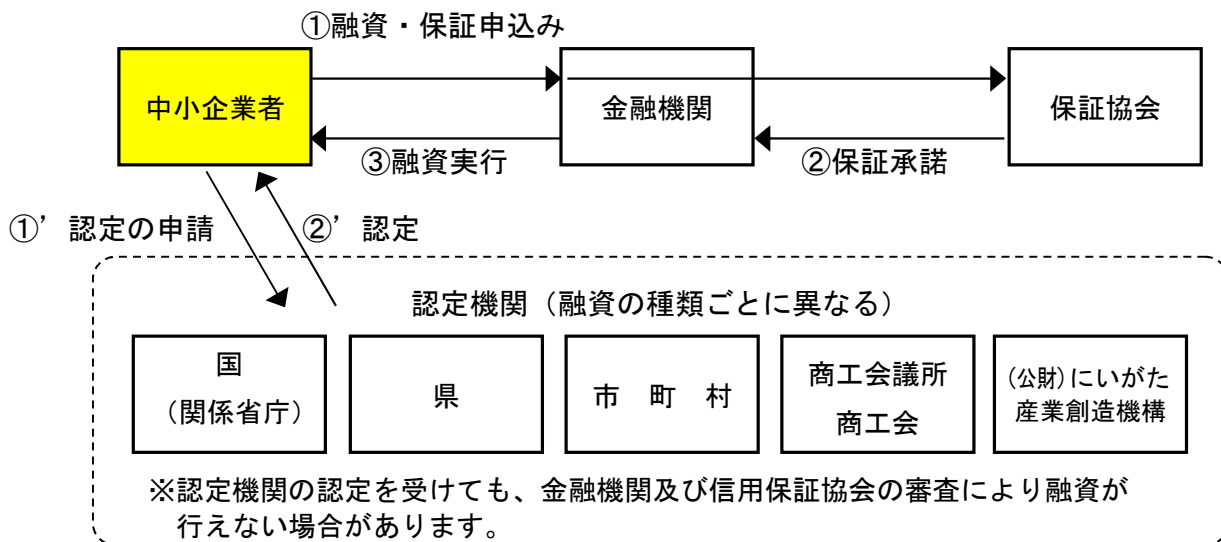 ①融資・保証申込み
中小企業者
金融機関
保証協会
③融資実行
②保証承諾
①’認定の申請
②’認定
認定機関（融資の種類ごとに異なる）
国
（関係省庁）
県
市 町 村
商工会議所
商工会
(公財)にいがた
産業創造機構
※認定機関の認定を受けても、金融機関及び信用保証協会の審査により融資が
行えない場合があります。